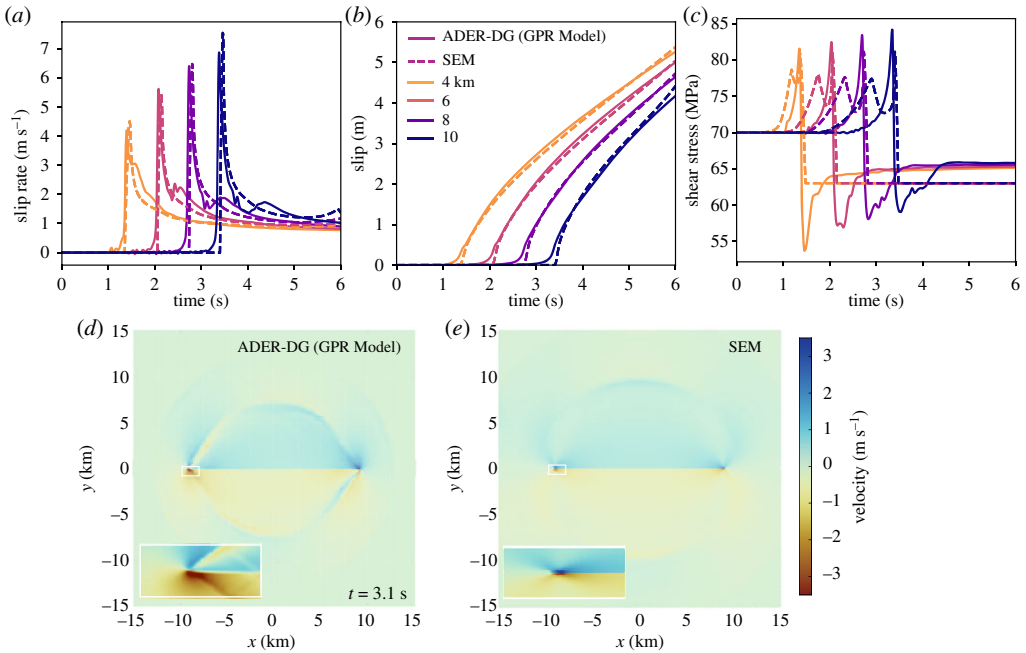 (a)
8
7
6
5
4
3
2
1
0
slip rate (m s⁻¹)
0 1 2 3 4 5 6
time (s)
(b)
6
5
4
3
2
1
0
slip (m)
ADER-DG (GPR Model)
SEM
4 km
6
8
10
0 1 2 3 4 5 6
time (s)
(c)
85
80
75
70
65
60
55
shear stress (MPa)
0 1 2 3 4 5 6
time (s)
(d)
15
10
5
0
−5
−10
−15
y (km)
ADER-DG (GPR Model)
t = 3.1 s
−15 −10 −5 0 5 10 15
x (km)
(e)
15
10
5
0
−5
−10
−15
y (km)
SEM
−15 −10 −5 0 5 10 15
x (km)
3
2
1
0
−1
−2
−3
velocity (m s⁻¹)